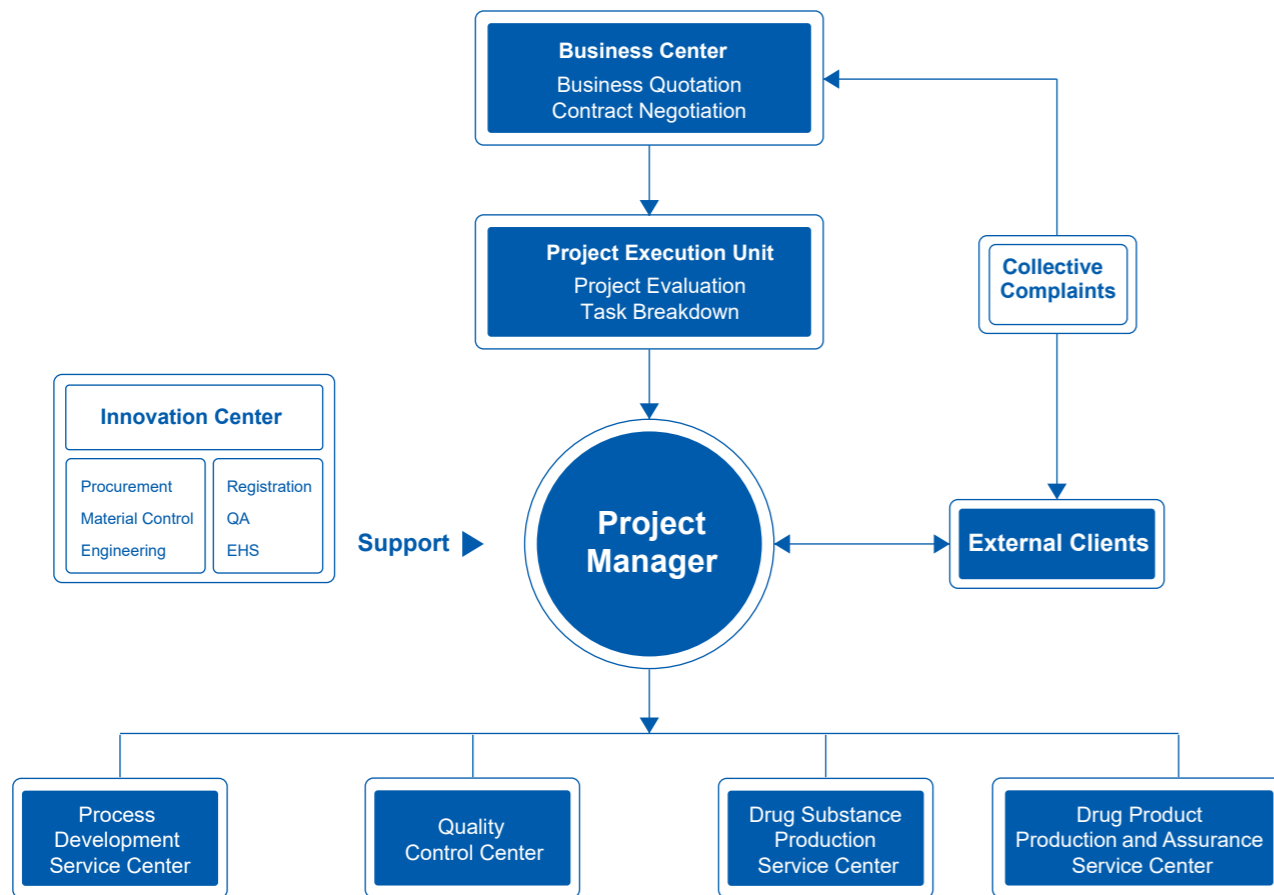 Business Center
Business Quotation
Contract Negotiation
Project Execution Unit
Project Evaluation
Task Breakdown
Collective
Complaints
Innovation Center
Procurement
Material Control
Engineering
Registration
QA
EHS
Support
Project
Manager
External Clients
Process
Development
Service Center
Quality
Control Center
Drug Substance
Production
Service Center
Drug Product
Production and Assurance
Service Center